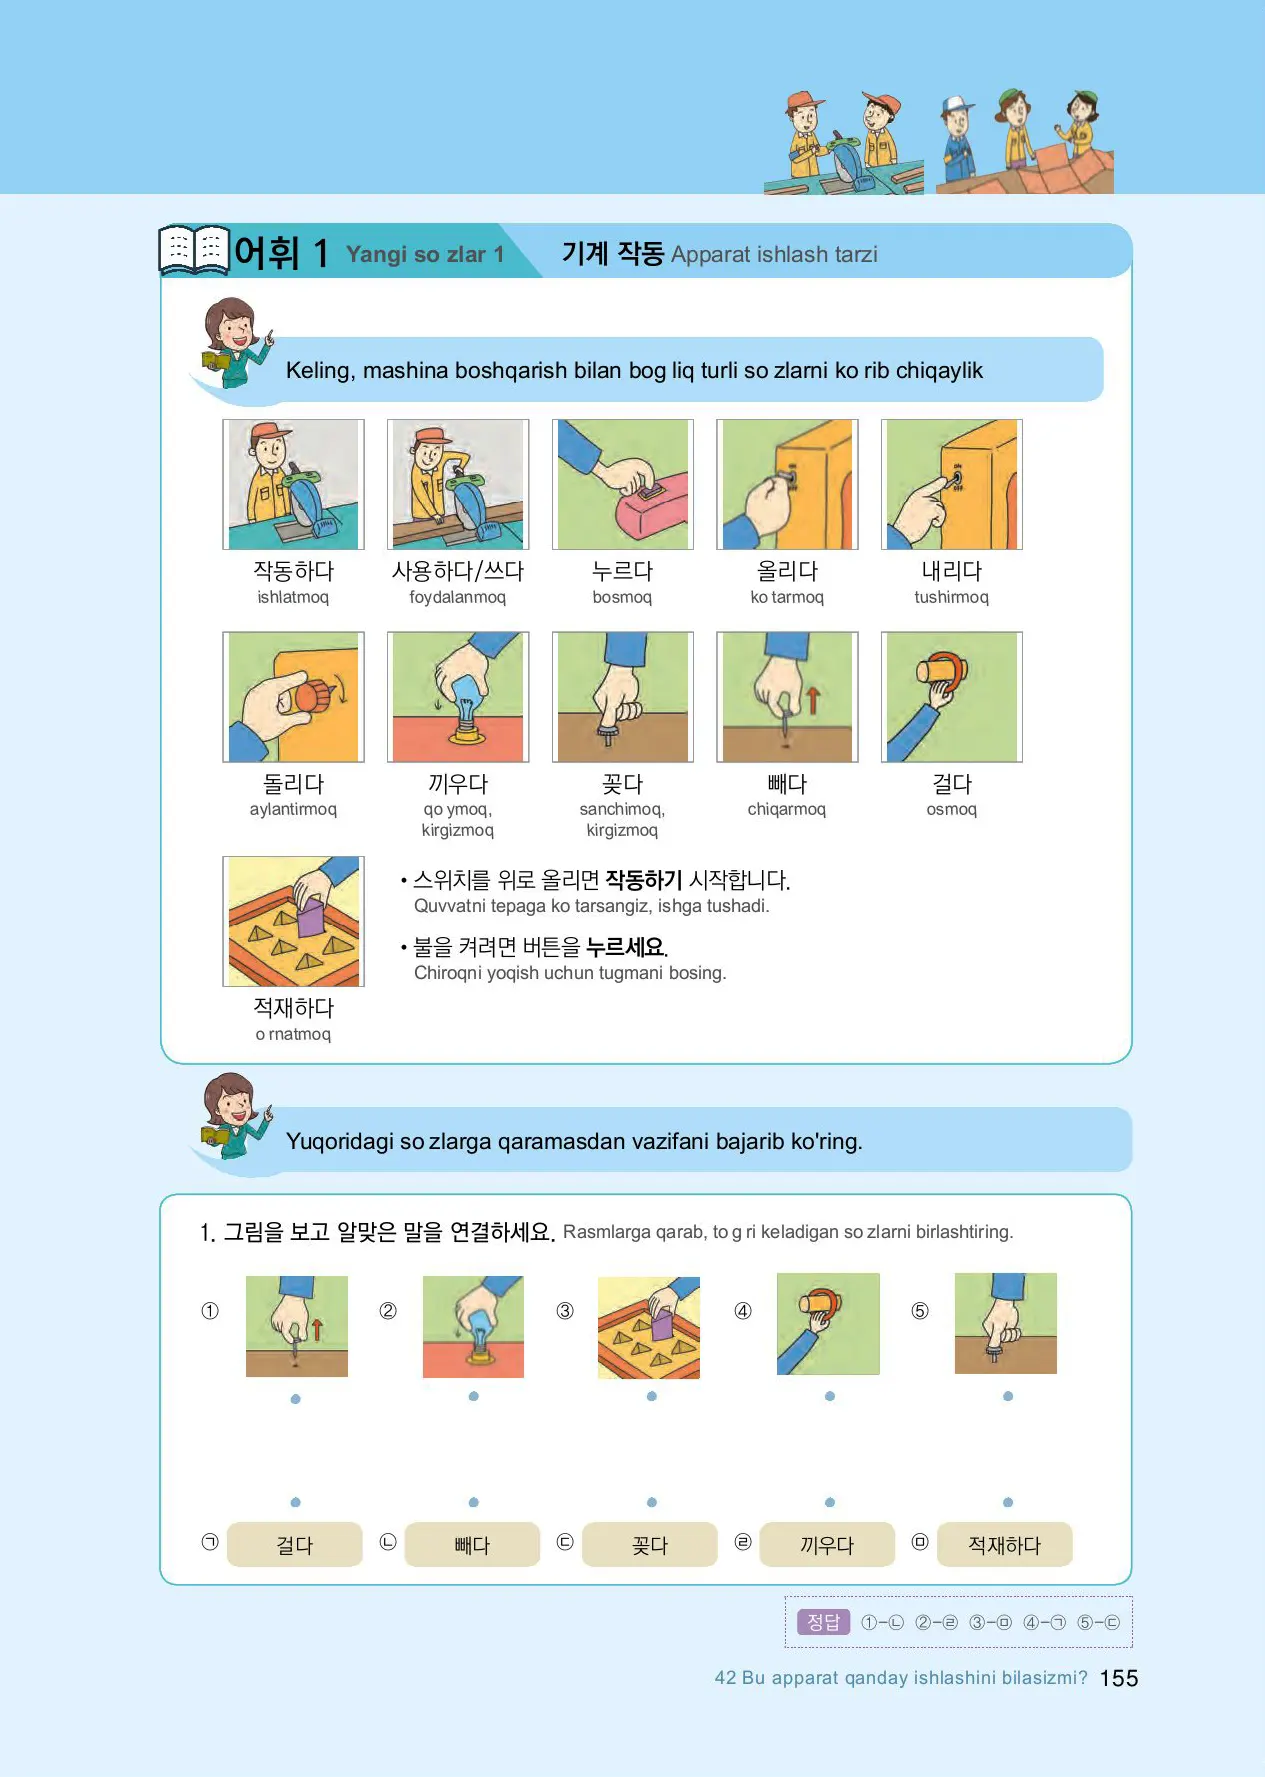 어휘 1 Yangi so zlar 1 기계 작동 Apparat ishlash tarzi
Keling, mashina boshqarish bilan bog liq turli so zlarni ko rib chiqaylik
ON
OFF
ON
OFF
작동하다 사용하다/쓰다 누르다 올리다 내리다
ishlatmoq foydalanmoq bosmoq ko tarmoq tushirmoq
돌리다 끼우다 꽂다 빼다 걸다
aylantirmoq qo ymoq, sanchimoq, chiqarmoq osmoq
kirgizmoq kirgizmoq
• 스위치를 위로 올리면 작동하기 시작합니다.
Quvvatni tepaga ko tarsangiz, ishga tushadi.
• 불을 켜려면 버튼을 누르세요.
Chiroqni yoqish uchun tugmani bosing.
적재하다
o rnatmoq
Yuqoridagi so zlarga qaramasdan vazifani bajarib ko'ring.
1. 그림을 보고 알맞은 말을 연결하세요. Rasmlarga qarab, to g ri keladigan so zlarni birlashtiring.
① ② ③ ④ ⑤
㉠ 걸다 ㉡ 빼다 ㉢ 꽂다 ㉣ 끼우다 ㉤ 적재하다
정답 ①-㉡ ②-㉣ ③-㉤ ④-㉠ ⑤-㉢
42 Bu apparat qanday ishlashini bilasizmi? 155